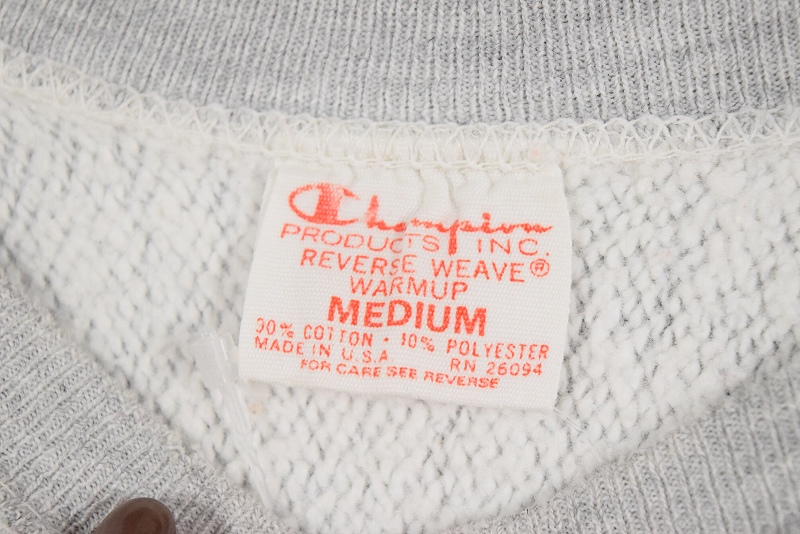 Champion
PRODUCTS INC.
REVERSE WEAVE®
WARMUP
MEDIUM
90% COTTON · 10% POLYESTER
MADE IN U.S.A. RN 26094
FOR CARE SEE REVERSE